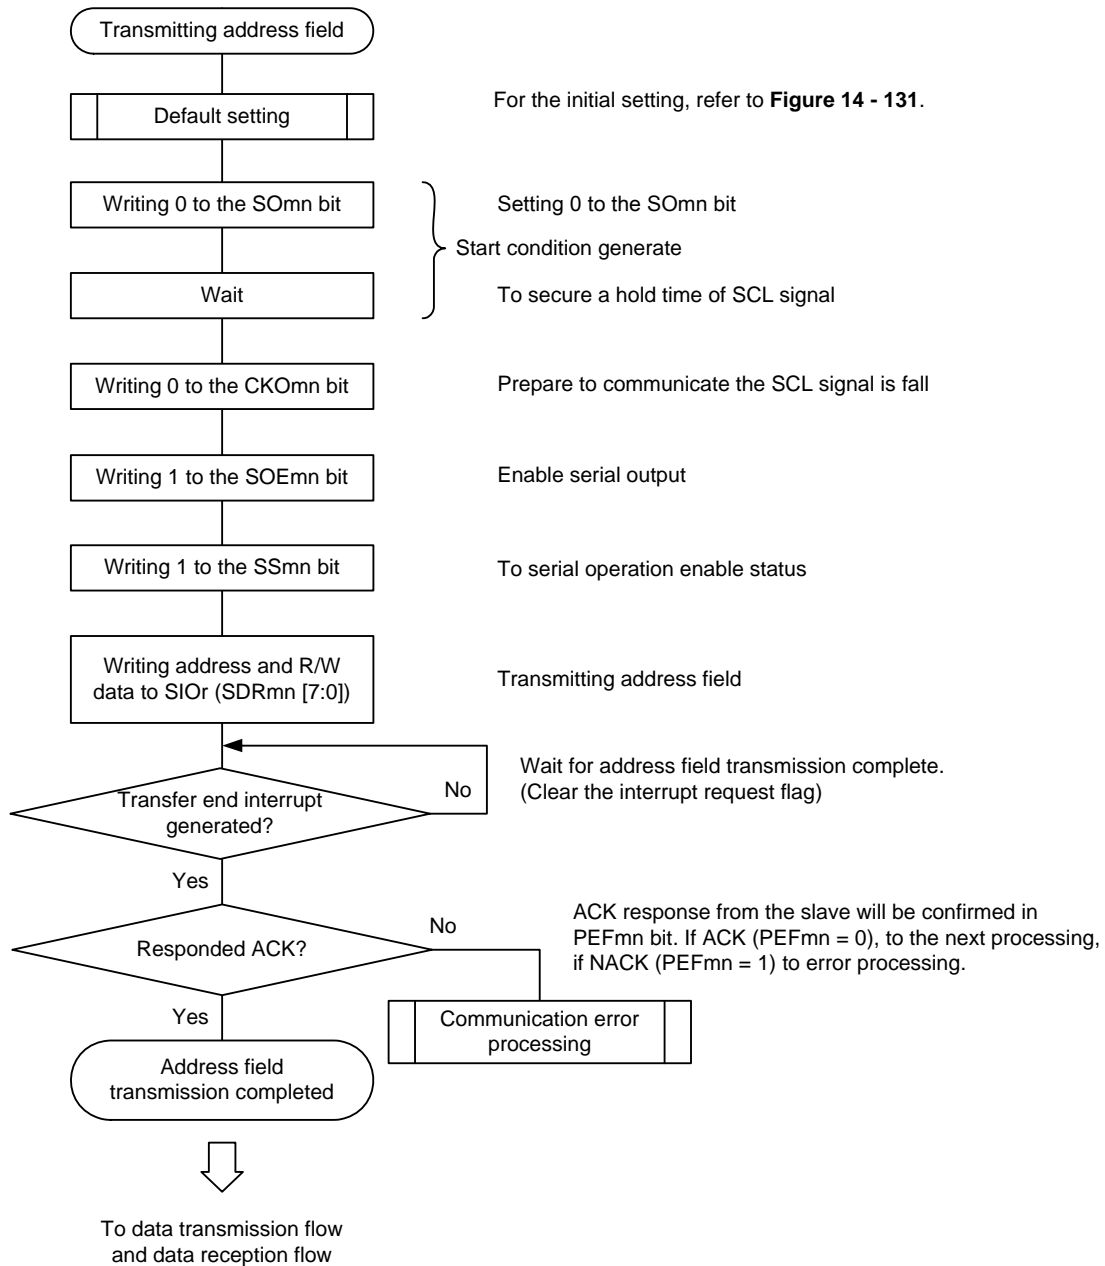 Transmitting address field
Default setting
For the initial setting, refer to Figure 14 - 131.
Writing 0 to the SOmn bit
Setting 0 to the SOmn bit
Start condition generate
Wait
To secure a hold time of SCL signal
Writing 0 to the CKOmn bit
Prepare to communicate the SCL signal is fall
Writing 1 to the SOEmn bit
Enable serial output
Writing 1 to the SSmn bit
To serial operation enable status
Writing address and R/W
data to SIOr (SDRmn [7:0])
Transmitting address field
Transfer end interrupt
generated?
No
Wait for address field transmission complete.
(Clear the interrupt request flag)
Yes
Responded ACK?
No
ACK response from the slave will be confirmed in
PEFmn bit. If ACK (PEFmn = 0), to the next processing,
if NACK (PEFmn = 1) to error processing.
Yes
Communication error
processing
Address field
transmission completed
To data transmission flow
and data reception flow